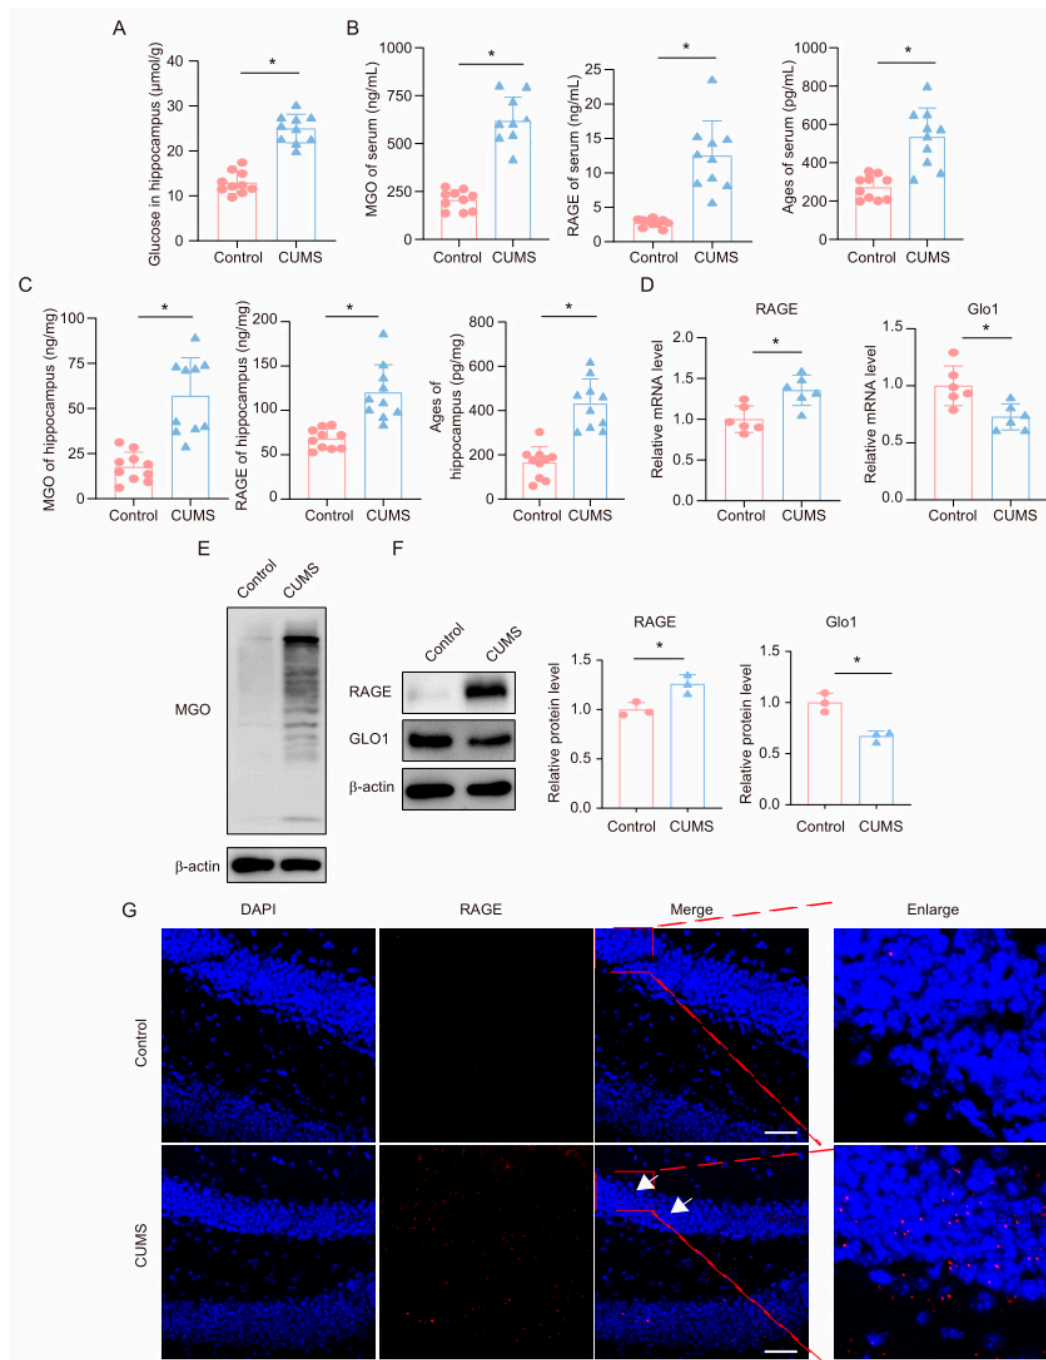 A
Glucose in hippocampus (μmol/g)
40
30
20
10
0
*
Control
CUMS
B
MGO
of serum (ng/mL)
1000
750
500
250
0
*
Control
CUMS
RAGE of serum (ng/mL)
25
20
15
10
5
0
*
Control
CUMS
Ages of serum (pg/mL)
1000
800
600
400
200
0
*
Control
CUMS
C
MGO of hippocampus (ng/mg)
100
75
50
25
0
*
Control
CUMS
RAGE of hippocampus (ng/mg)
200
150
100
50
0
*
Control
CUMS
Ages of
hippocampus (pg/mg)
800
600
400
200
0
*
Control
CUMS
D
RAGE
Relative mRNA level
2.0
1.5
1.0
0.5
0.0
*
Control
CUMS
Glo1
Relative mRNA level
1.5
1.0
0.5
0.0
*
Control
CUMS
E
Control
CUMS
MGO
β-actin
F
Control
CUMS
RAGE
GLO1
β-actin
RAGE
Relative protein level
1.5
1.0
0.5
0.0
*
Control
CUMS
Glo1
Relative protein level
1.5
1.0
0.5
0.0
*
Control
CUMS
G
DAPI
RAGE
Merge
Enlarge
Control
CUMS